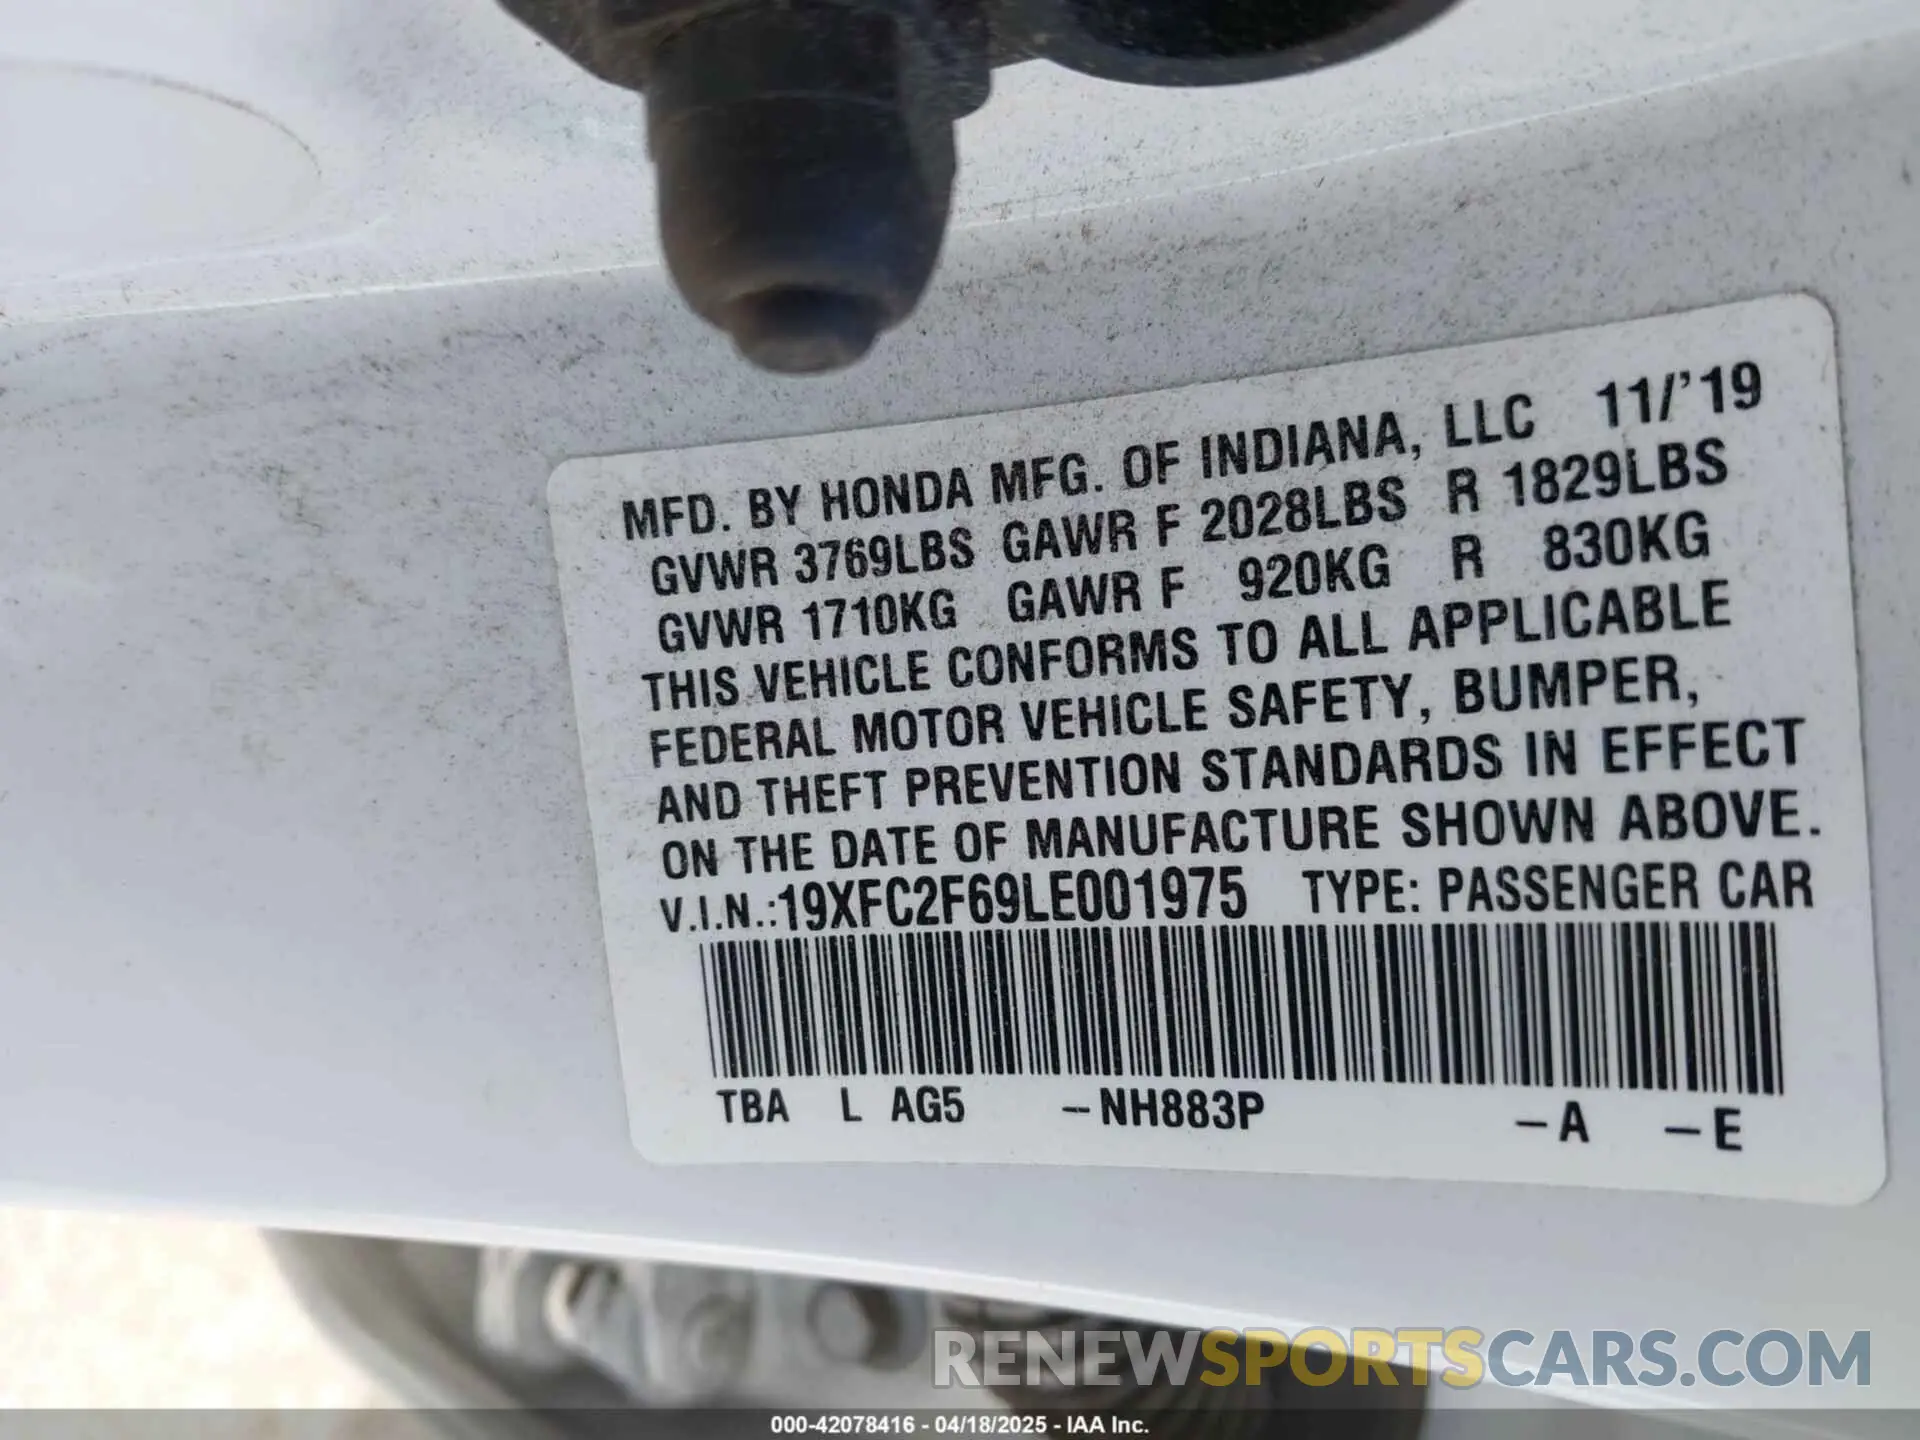 MFD. BY HONDA MFG. OF INDIANA, LLC 11/'19
GVWR 3769LBS GAWR F 2028LBS R 1829LBS
GVWR 1710KG GAWR F 920KG R 830KG
THIS VEHICLE CONFORMS TO ALL APPLICABLE
FEDERAL MOTOR VEHICLE SAFETY, BUMPER,
AND THEFT PREVENTION STANDARDS IN EFFECT
ON THE DATE OF MANUFACTURE SHOWN ABOVE.
V.I.N.:19XFC2F69LE001975 TYPE: PASSENGER CAR
TBA L AG5 -NH883P -A -E
RENEWSPORTSCARS.COM
000-42078416 - 04/18/2025 - IAA Inc.